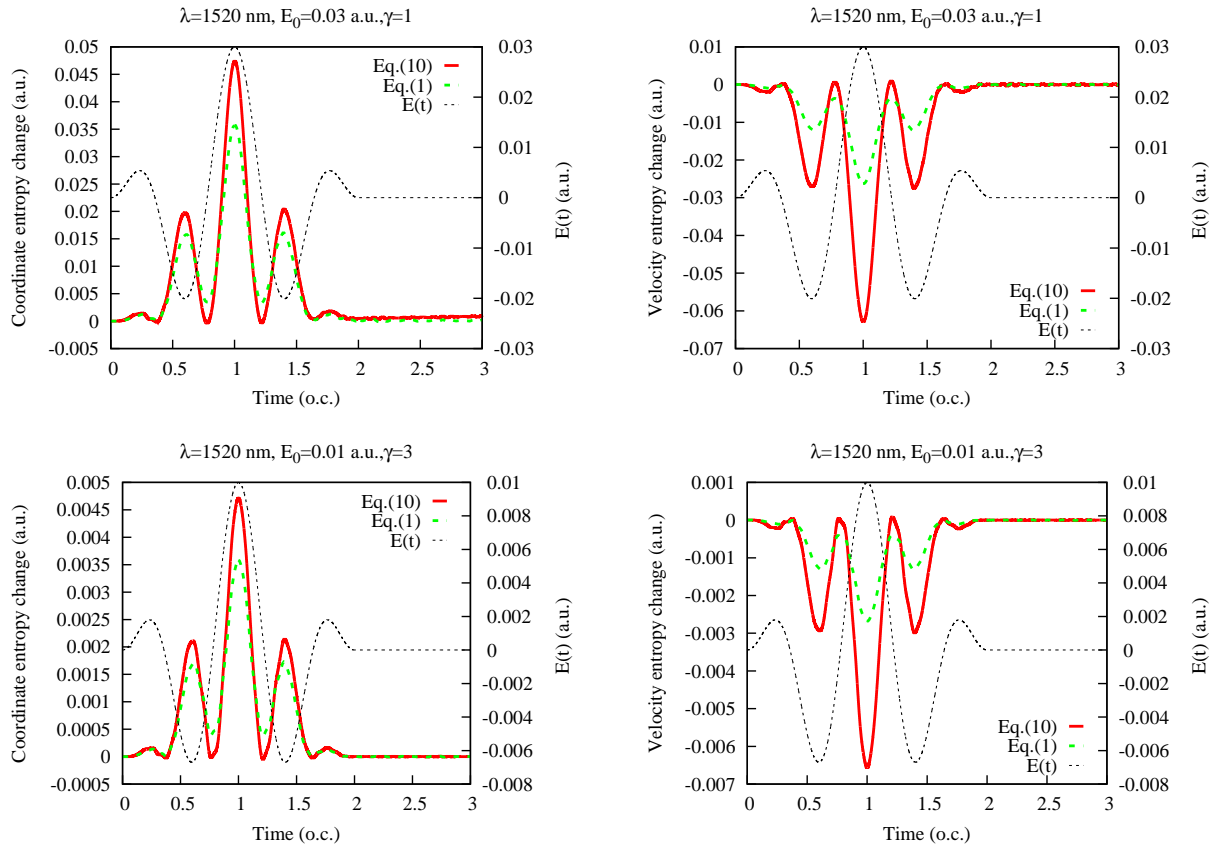 λ=1520 nm, E0=0.03 a.u.,γ=1
Coordinate entropy change (a.u.)
0.05
0.045
0.04
0.035
0.03
0.025
0.02
0.015
0.01
0.005
0
-0.005
0 0.5 1 1.5 2 2.5 3
Time (o.c.)
0.03
0.02
0.01
0
-0.01
-0.02
-0.03
E(t) (a.u.)
Eq.(10)
Eq.(1)
E(t)
λ=1520 nm, E0=0.03 a.u.,γ=1
Velocity entropy change (a.u.)
0.01
0
-0.01
-0.02
-0.03
-0.04
-0.05
-0.06
-0.07
0 0.5 1 1.5 2 2.5 3
Time (o.c.)
0.03
0.02
0.01
0
-0.01
-0.02
-0.03
E(t) (a.u.)
Eq.(10)
Eq.(1)
E(t)
λ=1520 nm, E0=0.01 a.u.,γ=3
Coordinate entropy change (a.u.)
0.005
0.0045
0.004
0.0035
0.003
0.0025
0.002
0.0015
0.001
0.0005
0
-0.0005
0 0.5 1 1.5 2 2.5 3
Time (o.c.)
0.01
0.008
0.006
0.004
0.002
0
-0.002
-0.004
-0.006
-0.008
E(t) (a.u.)
Eq.(10)
Eq.(1)
E(t)
λ=1520 nm, E0=0.01 a.u.,γ=3
Velocity entropy change (a.u.)
0.001
0
-0.001
-0.002
-0.003
-0.004
-0.005
-0.006
-0.007
0 0.5 1 1.5 2 2.5 3
Time (o.c.)
0.01
0.008
0.006
0.004
0.002
0
-0.002
-0.004
-0.006
-0.008
E(t) (a.u.)
Eq.(10)
Eq.(1)
E(t)